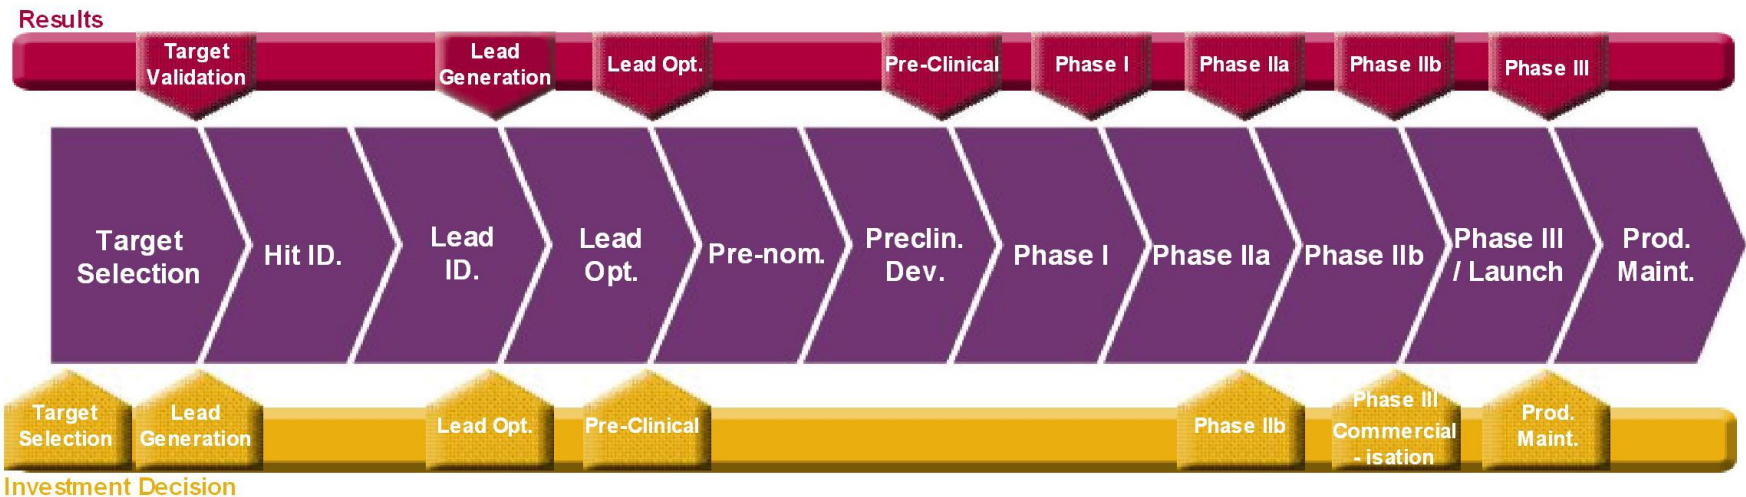 Results
Target
Validation
Lead
Generation
Lead Opt.
Pre-Clinical
Phase I
Phase IIa
Phase IIb
Phase III
Target
Selection
Hit ID.
Lead
ID.
Lead
Opt.
Pre-nom.
Preclin.
Dev.
Phase I
Phase IIa
Phase IIb
Phase III
/ Launch
Prod.
Maint.
Target
Selection
Lead
Generation
Lead Opt.
Pre-Clinical
Phase IIb
Phase III
Commercial
- isation
Prod.
Maint.
Investment Decision